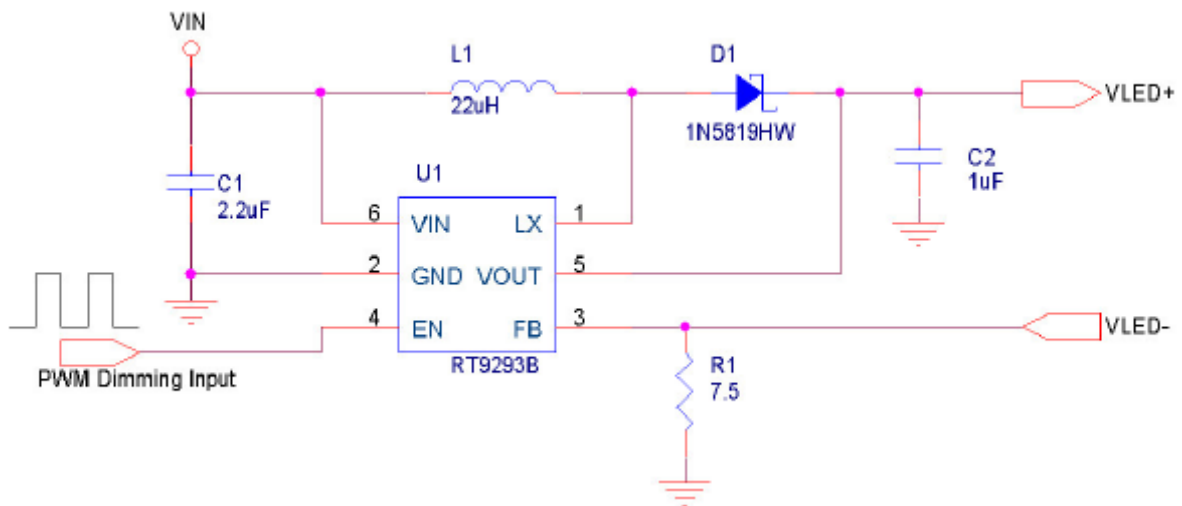 VIN
L1
22uH
D1
1N5819HW
VLED+
C1
2.2uF
C2
1uF
U1
6 VIN LX 1
2 GND VOUT 5
4 EN FB 3
RT9293B
VLED-
PWM Dimming Input
R1
7.5